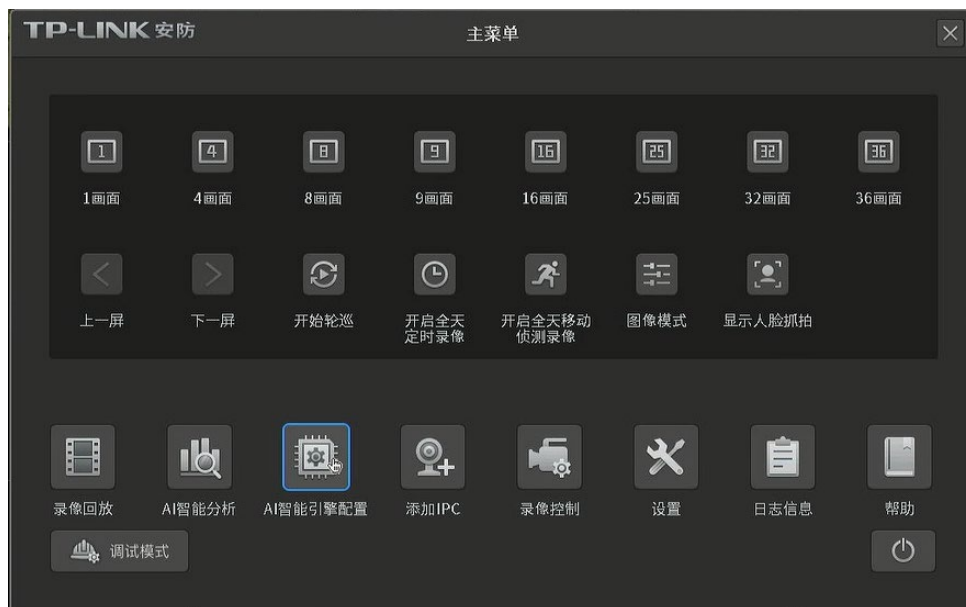 TP-LINK 安防
主菜单
1 4 8 9 16 25 32 36
1画面 4画面 8画面 9画面 16画面 25画面 32画面 36画面
上一屏 下一屏 开始轮巡 开启全天 开启全天移动 图像模式 显示人脸抓拍
定时录像 侦测录像
录像回放 AI智能分析 AI智能引擎配置 添加IPC 录像控制 设置 日志信息 帮助
调试模式